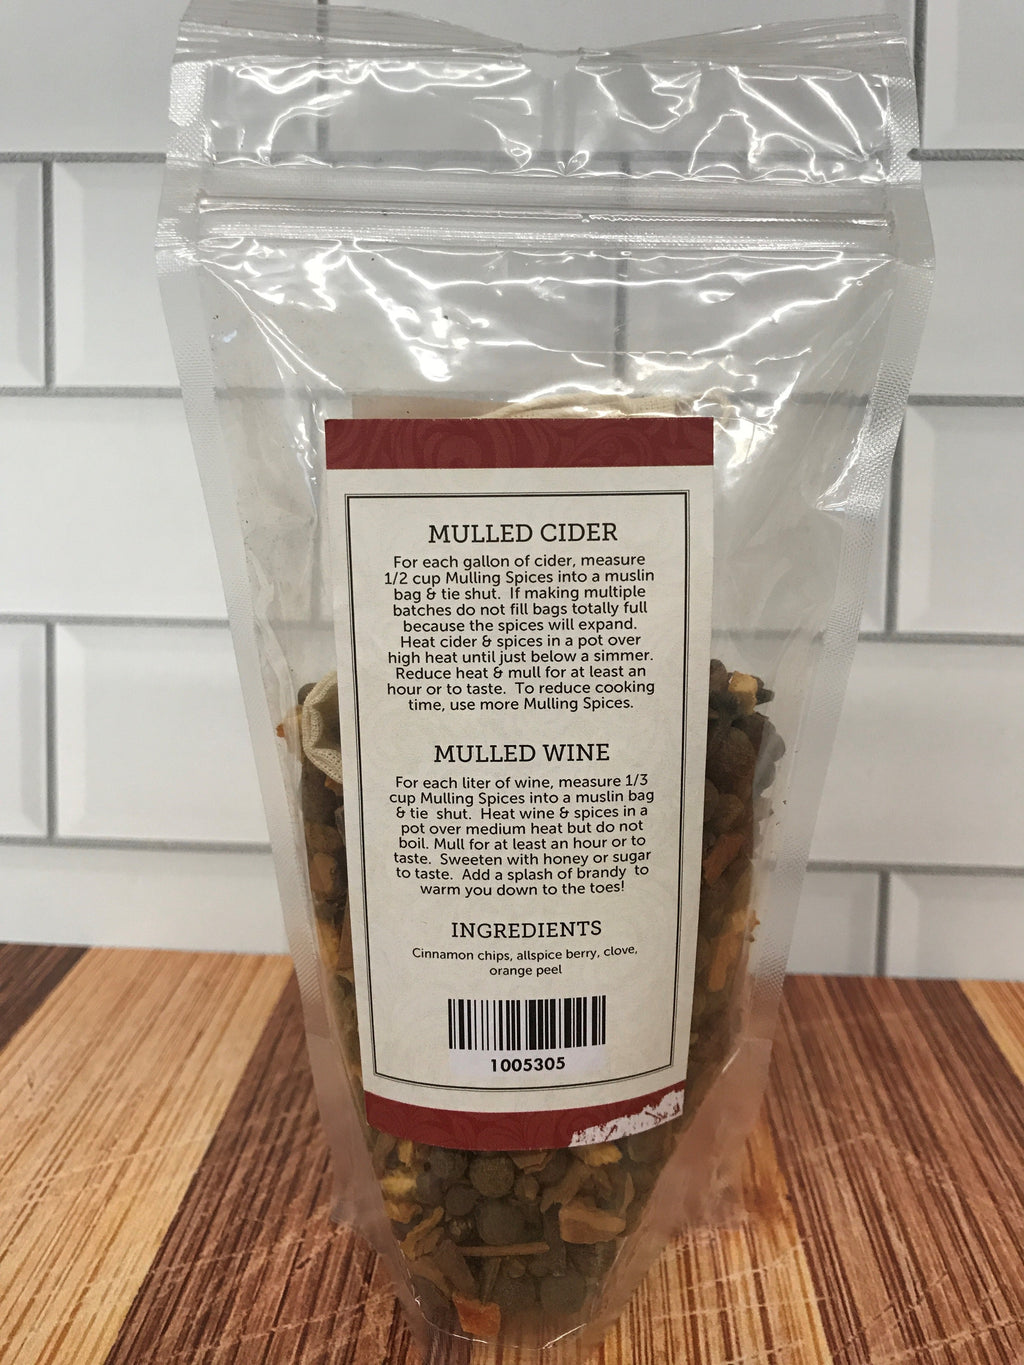 MULLED CIDER
For each gallon of cider, measure
1/2 cup Mulling Spices into a muslin
bag & tie shut. If making multiple
batches do not fill bags totally full
because the spices will expand.
Heat cider & spices in a pot over
high heat until just below a simmer.
Reduce heat & mull for at least an
hour or to taste. To reduce cooking
time, use more Mulling Spices.
MULLED WINE
For each liter of wine, measure 1/3
cup Mulling Spices into a muslin bag
& tie shut. Heat wine & spices in a
pot over medium heat but do not
boil. Mull for at least an hour or to
taste. Sweeten with honey or sugar
to taste. Add a splash of brandy to
warm you down to the toes!
INGREDIENTS
Cinnamon chips, allspice berry, clove,
orange peel
1005305